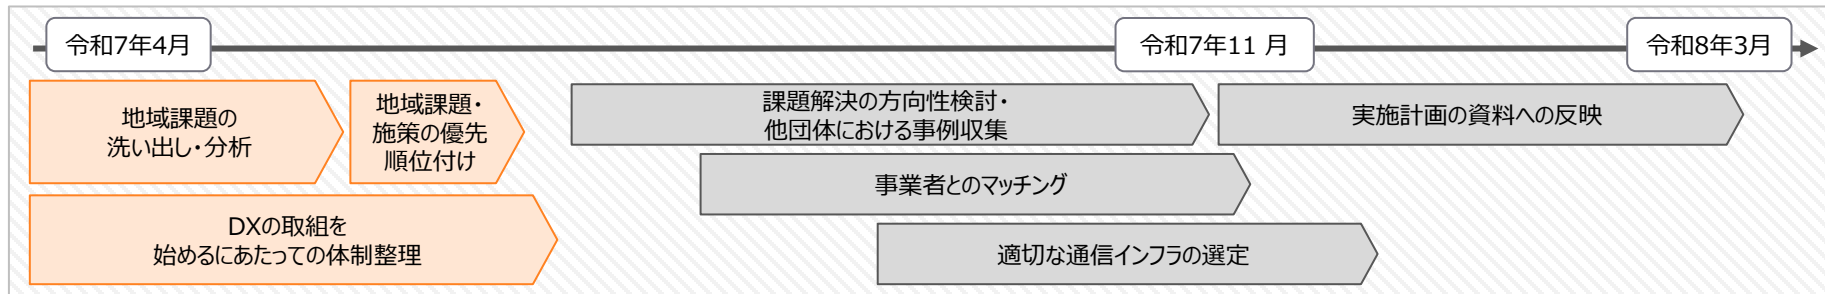 令和7年4月
令和7年11 月
令和8年3月
地域課題の
洗い出し・分析
地域課題・
施策の優先
順位付け
課題解決の方向性検討・
他団体における事例収集
実施計画の資料への反映
事業者とのマッチング
DXの取組を
始めるにあたっての体制整理
適切な通信インフラの選定